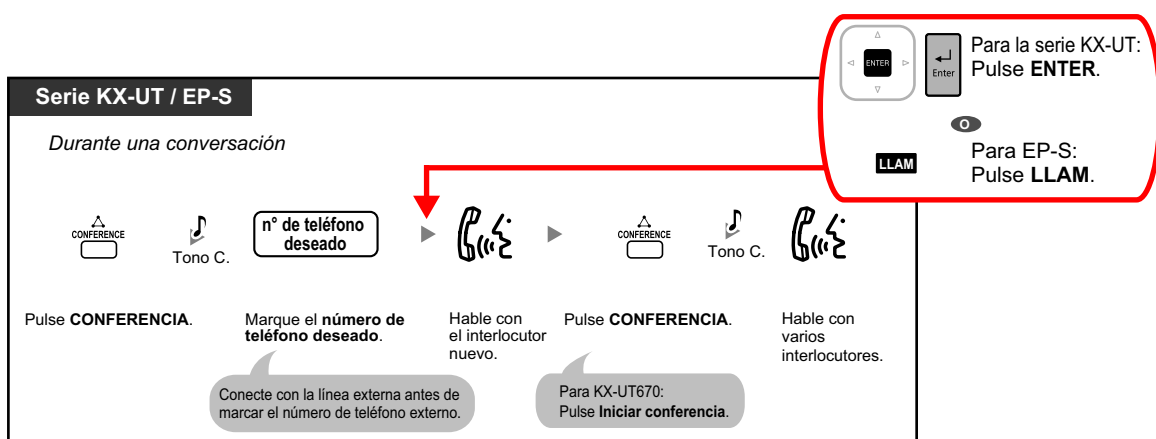 Serie KX-UT / EP-S
Durante una conversación
ENTER
Enter
Para la serie KX-UT:
Pulse ENTER.
O
LLAM
Para EP-S:
Pulse LLAM.
CONFERENCE
Tono C.
n° de teléfono
deseado
CONFERENCE
Tono C.
Pulse CONFERENCIA.
Marque el número de
teléfono deseado.
Hable con
el interlocutor
nuevo.
Pulse CONFERENCIA.
Hable con
varios
interlocutores.
Conecte con la línea externa antes de
marcar el número de teléfono externo.
Para KX-UT670:
Pulse Iniciar conferencia.